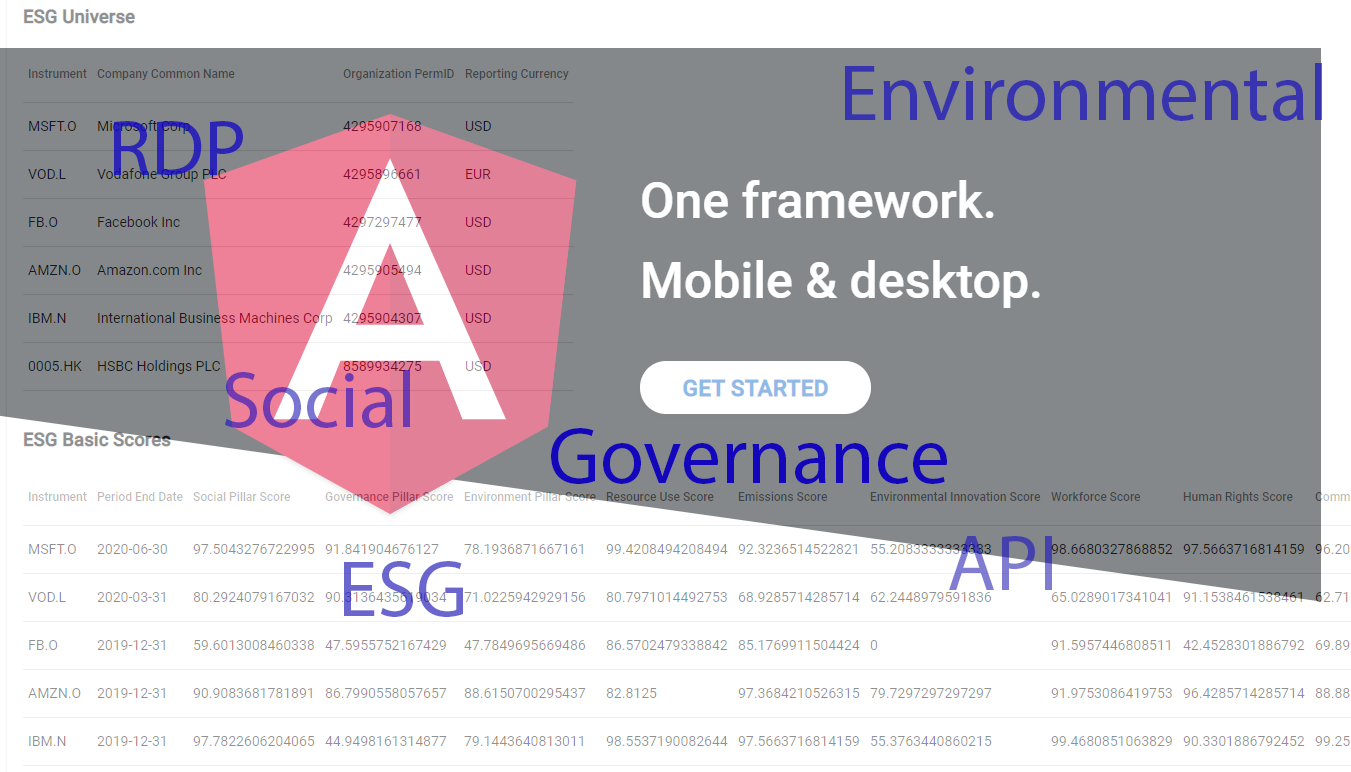 ESG Universe
Instrument Company Common Name Organization PermID Reporting Currency
Environmental
MSFT.O Microsoft Corp 4295907168 USD
RDP
VOD.L Vodafone Group PLC 4295896661 EUR
One framework.
FB.O Facebook Inc 4297297477 USD
AMZN.O Amazon.com Inc 4295905494 USD
Mobile & desktop.
IBM.N International Business Machines Corp 4295904307 USD
0005.HK HSBC Holdings PLC 8589934275 USD
GET STARTED
Social
ESG Basic Scores
Governance
Instrument Period End Date Social Pillar Score Governance Pillar Score Environment Pillar Score Resource Use Score Emissions Score Environmental Innovation Score Workforce Score Human Rights Score Comm
MSFT.O 2020-06-30 97.5043276722995 91.841904676127 78.1936871667161 99.4208494208494 92.3236514522821 55.2083333333333 98.6680327868852 97.5663716814159 96.20
API
ESG
VOD.L 2020-03-31 80.2924079167032 90.3136435619034 71.0225942929156 80.7971014492753 68.9285714285714 62.2448979591836 65.0289017341041 91.1538461538461 62.71
FB.O 2019-12-31 59.6013008460338 47.5955752167429 47.7849695669486 86.5702479338842 85.1769911504424 0 91.5957446808511 42.4528301886792 69.89
AMZN.O 2019-12-31 90.9083681781891 86.7990558057657 88.6150700295437 82.8125 97.3684210526315 79.7297297297297 91.9753086419753 96.4285714285714 88.88
IBM.N 2019-12-31 97.7822606204065 44.9498161314877 79.1443640813011 98.5537190082644 97.5663716814159 55.3763440860215 99.4680851063829 90.3301886792452 99.25